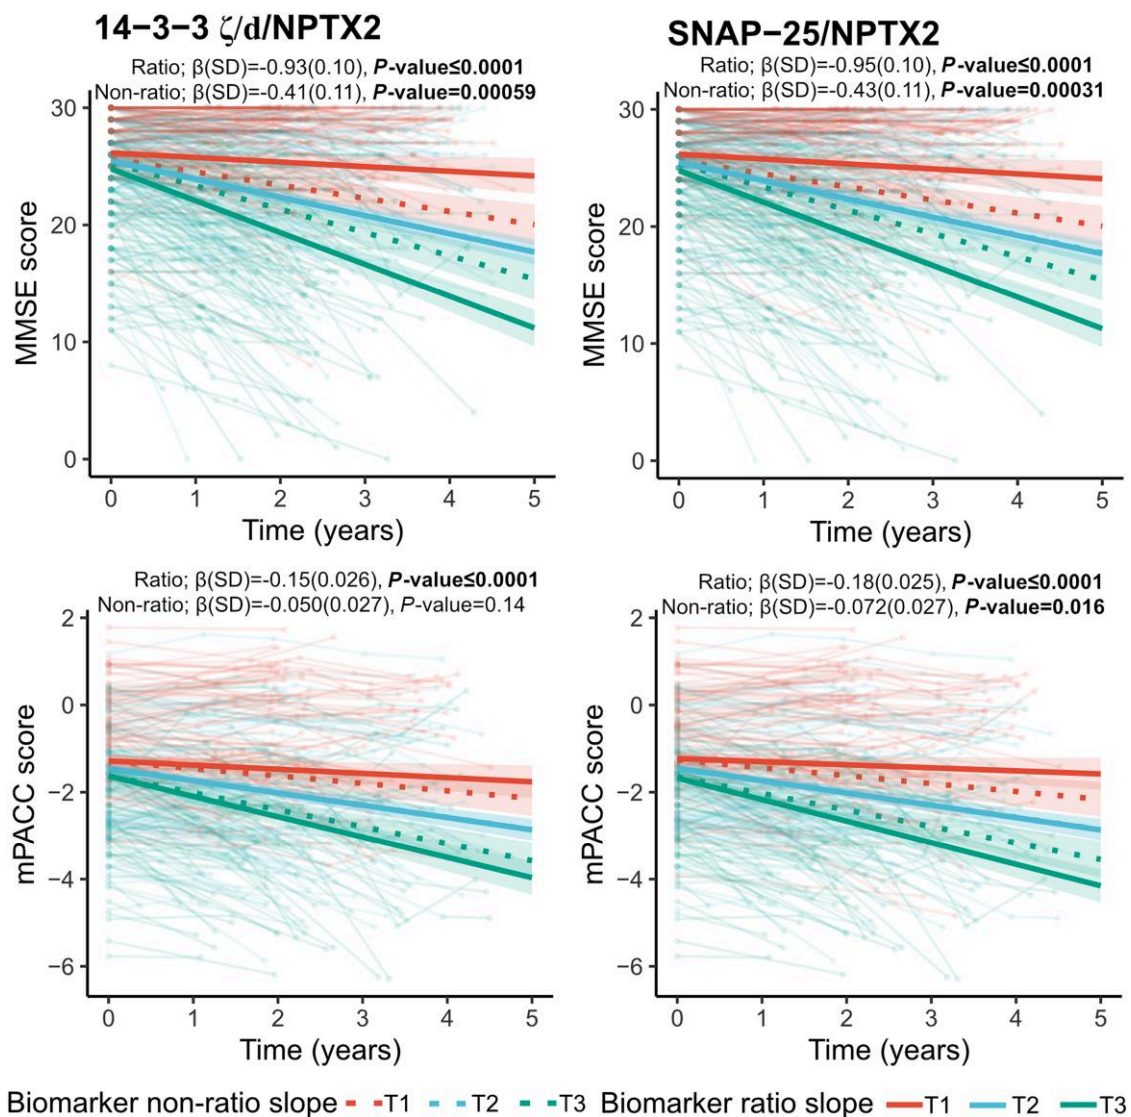 14−3−3 ζ/d/NPTX2
Ratio; β(SD)=-0.93(0.10), P-value≤0.0001
Non-ratio; β(SD)=-0.41(0.11), P-value=0.00059
30
20
10
0
MMSE score
0 1 2 3 4 5
Time (years)
SNAP−25/NPTX2
Ratio; β(SD)=-0.95(0.10), P-value≤0.0001
Non-ratio; β(SD)=-0.43(0.11), P-value=0.00031
30
20
10
0
MMSE score
0 1 2 3 4 5
Time (years)
Ratio; β(SD)=-0.15(0.026), P-value≤0.0001
Non-ratio; β(SD)=-0.050(0.027), P-value=0.14
2
0
−2
−4
−6
mPACC score
0 1 2 3 4 5
Time (years)
Ratio; β(SD)=-0.18(0.025), P-value≤0.0001
Non-ratio; β(SD)=-0.072(0.027), P-value=0.016
2
0
−2
−4
−6
mPACC score
0 1 2 3 4 5
Time (years)
Biomarker non-ratio slope T1 T2 T3 Biomarker ratio slope T1 T2 T3